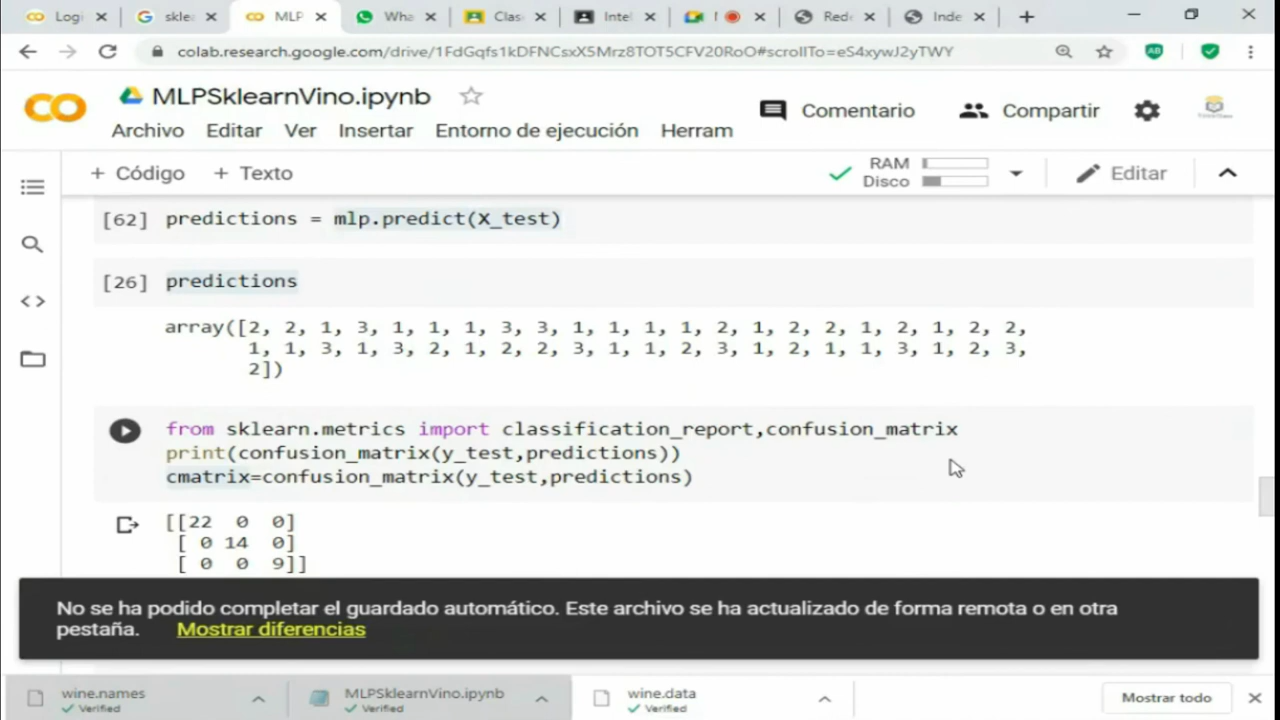 Logi
skle
MLP
Wha
Clas
Intel
Rede
Inde
colab.research.google.com/drive/1FdGqfs1kDFNCsxX5Mrz8TOT5CFV20RoO#scrollTo=eS4xywJ2yTWY
MLPSklearnVino.ipynb
Comentario
Compartir
Archivo Editar Ver Insertar Entorno de ejecución Herram
+ Código + Texto
RAM
Disco
Editar
[62] predictions = mlp.predict(X_test)
[26] predictions
array([2, 2, 1, 3, 1, 1, 1, 3, 3, 1, 1, 1, 1, 2, 1, 2, 2, 1, 2, 1, 2, 2,
1, 1, 3, 1, 3, 2, 1, 2, 2, 3, 1, 1, 2, 3, 1, 2, 1, 1, 3, 1, 2, 3,
2])
from sklearn.metrics import classification_report,confusion_matrix
print(confusion_matrix(y_test,predictions))
cmatrix=confusion_matrix(y_test,predictions)
[[22 0 0]
[ 0 14 0]
[ 0 0 9]]
No se ha podido completar el guardado automático. Este archivo se ha actualizado de forma remota o en otra
pestaña. Mostrar diferencias
wine.names
Verified
MLPSklearnVino.ipynb
Verified
wine.data
Verified
Mostrar todo